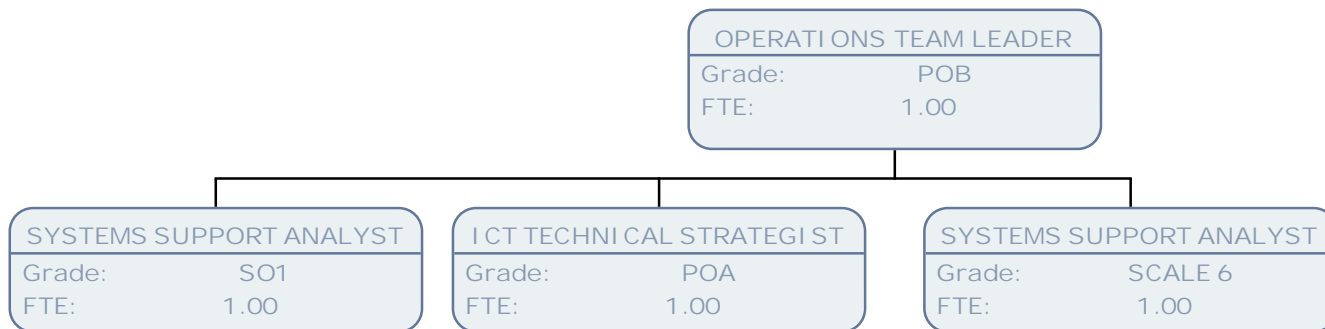 OPERATIONS TEAM LEADER
Grade: POB
FTE: 1.00
SYSTEMS SUPPORT ANALYST
Grade: SO1
FTE: 1.00
ICT TECHNICAL STRATEGIST
Grade: POA
FTE: 1.00
SYSTEMS SUPPORT ANALYST
Grade: SCALE 6
FTE: 1.00